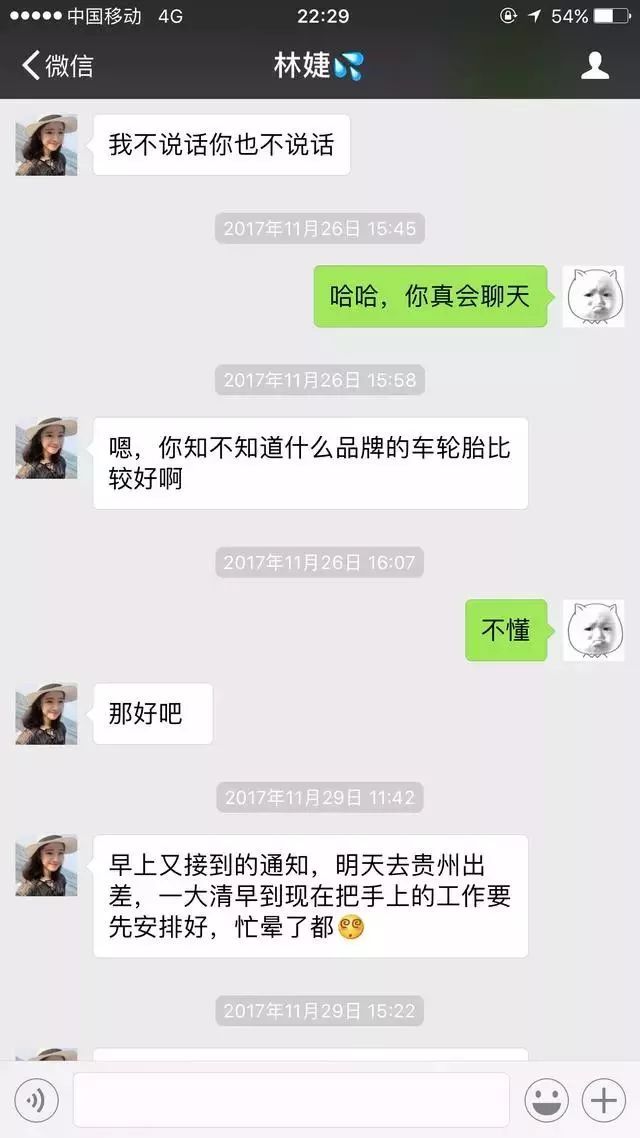 中国移动 4G 22:29 54%
微信 林婕💦
我不说话你也不说话
2017年11月26日 15:45
哈哈，你真会聊天
2017年11月26日 15:58
嗯，你知不知道什么品牌的车轮胎比
较好啊
2017年11月26日 16:07
不懂
那好吧
2017年11月29日 11:42
早上又接到的通知，明天去贵州出
差，一大清早到现在把手上的工作要
先安排好，忙晕了都😵
2017年11月29日 15:22